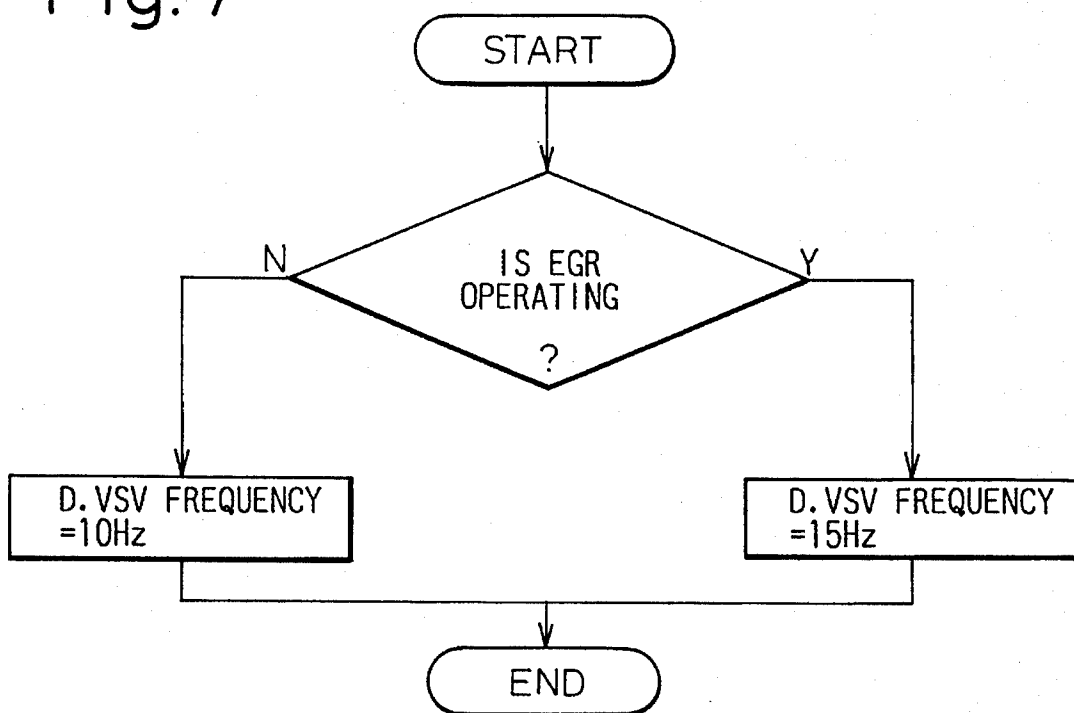 Fig. 7
START
IS EGR
OPERATING
?
N
Y
D. VSV FREQUENCY
=10Hz
D. VSV FREQUENCY
=15Hz
END